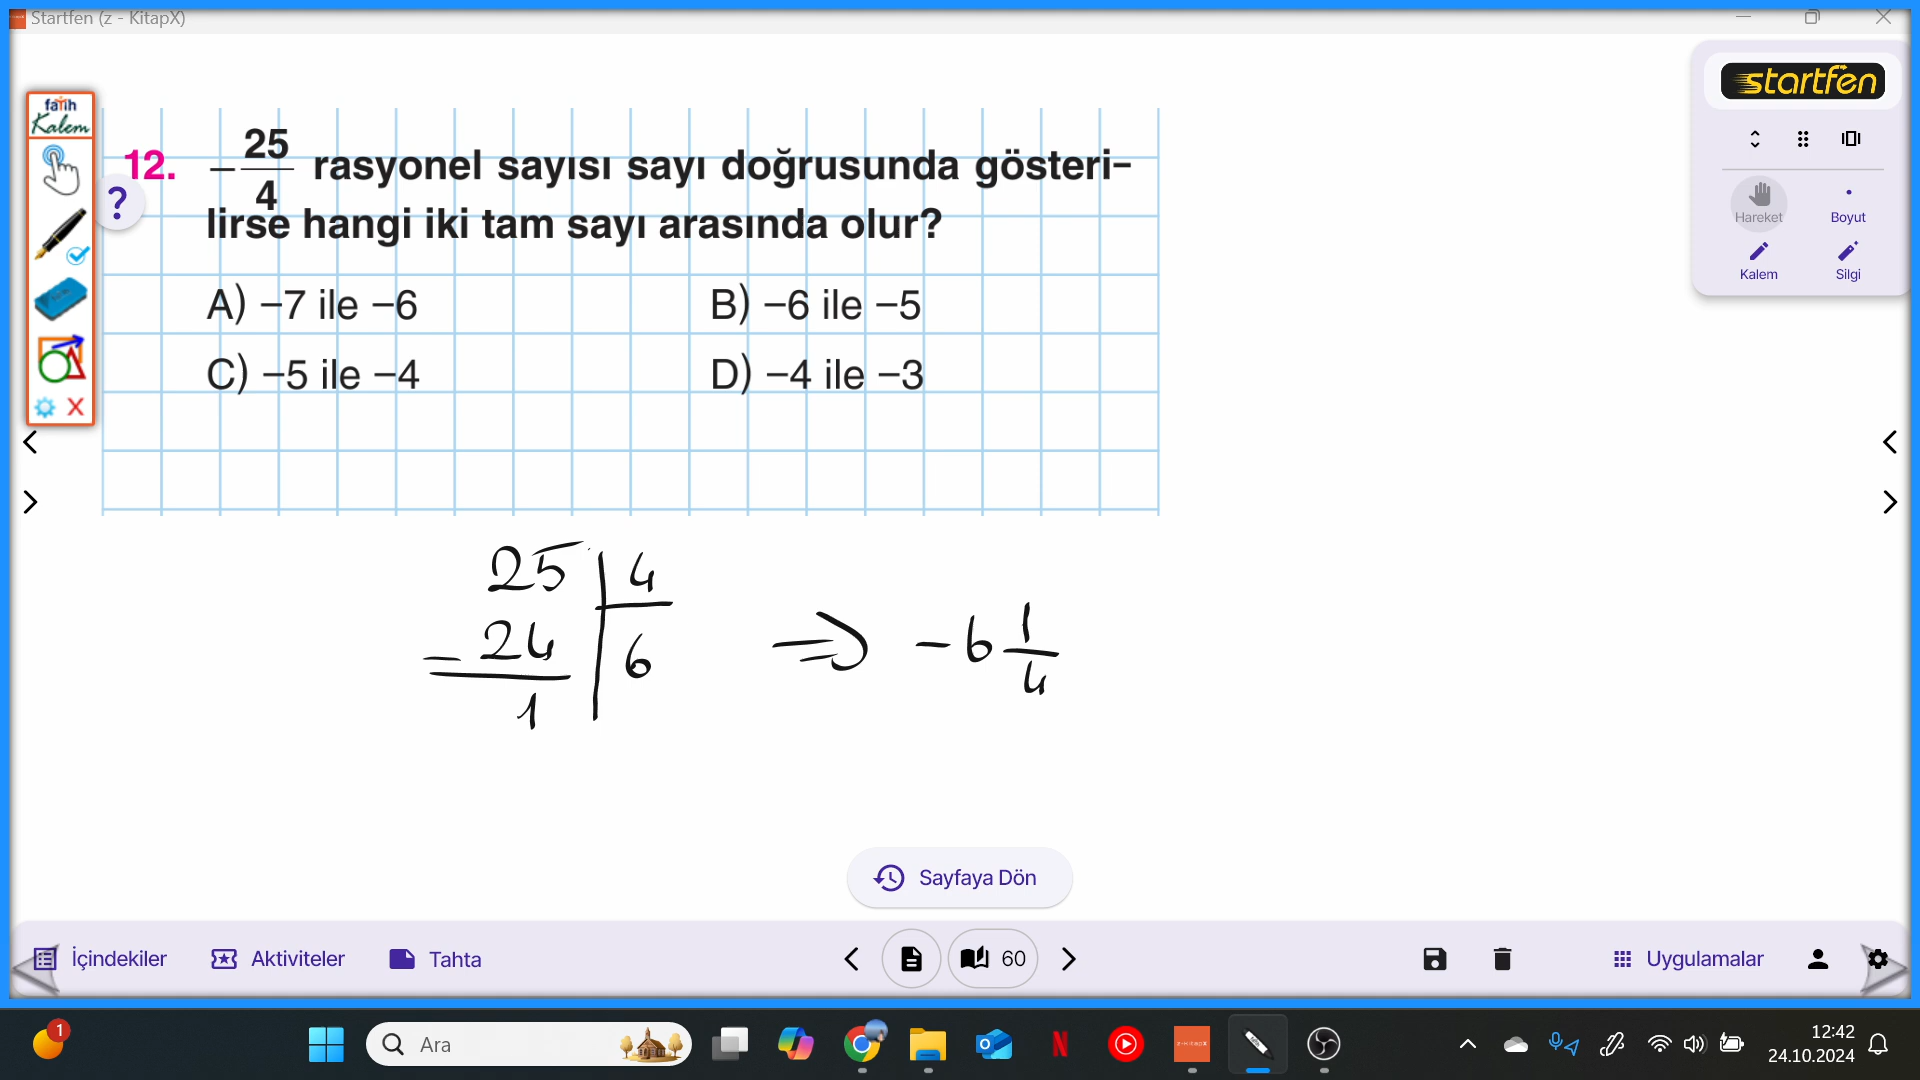 Startfen (z - KitapX)
fatih
Kalem
startfen
Hareket
Boyut
Kalem
Silgi
?
12. −25/4 rasyonel sayısı sayı doğrusunda gösteri−
lirse hangi iki tam sayı arasında olur?
A) −7 ile −6
B) −6 ile −5
C) −5 ile −4
D) −4 ile −3
25 | 4
− 24 | 6
1
⇒ −6 1/4
Sayfaya Dön
İçindekiler
Aktiviteler
Tahta
60
Uygulamalar
1
Ara
z-KitapX
12:42
24.10.2024